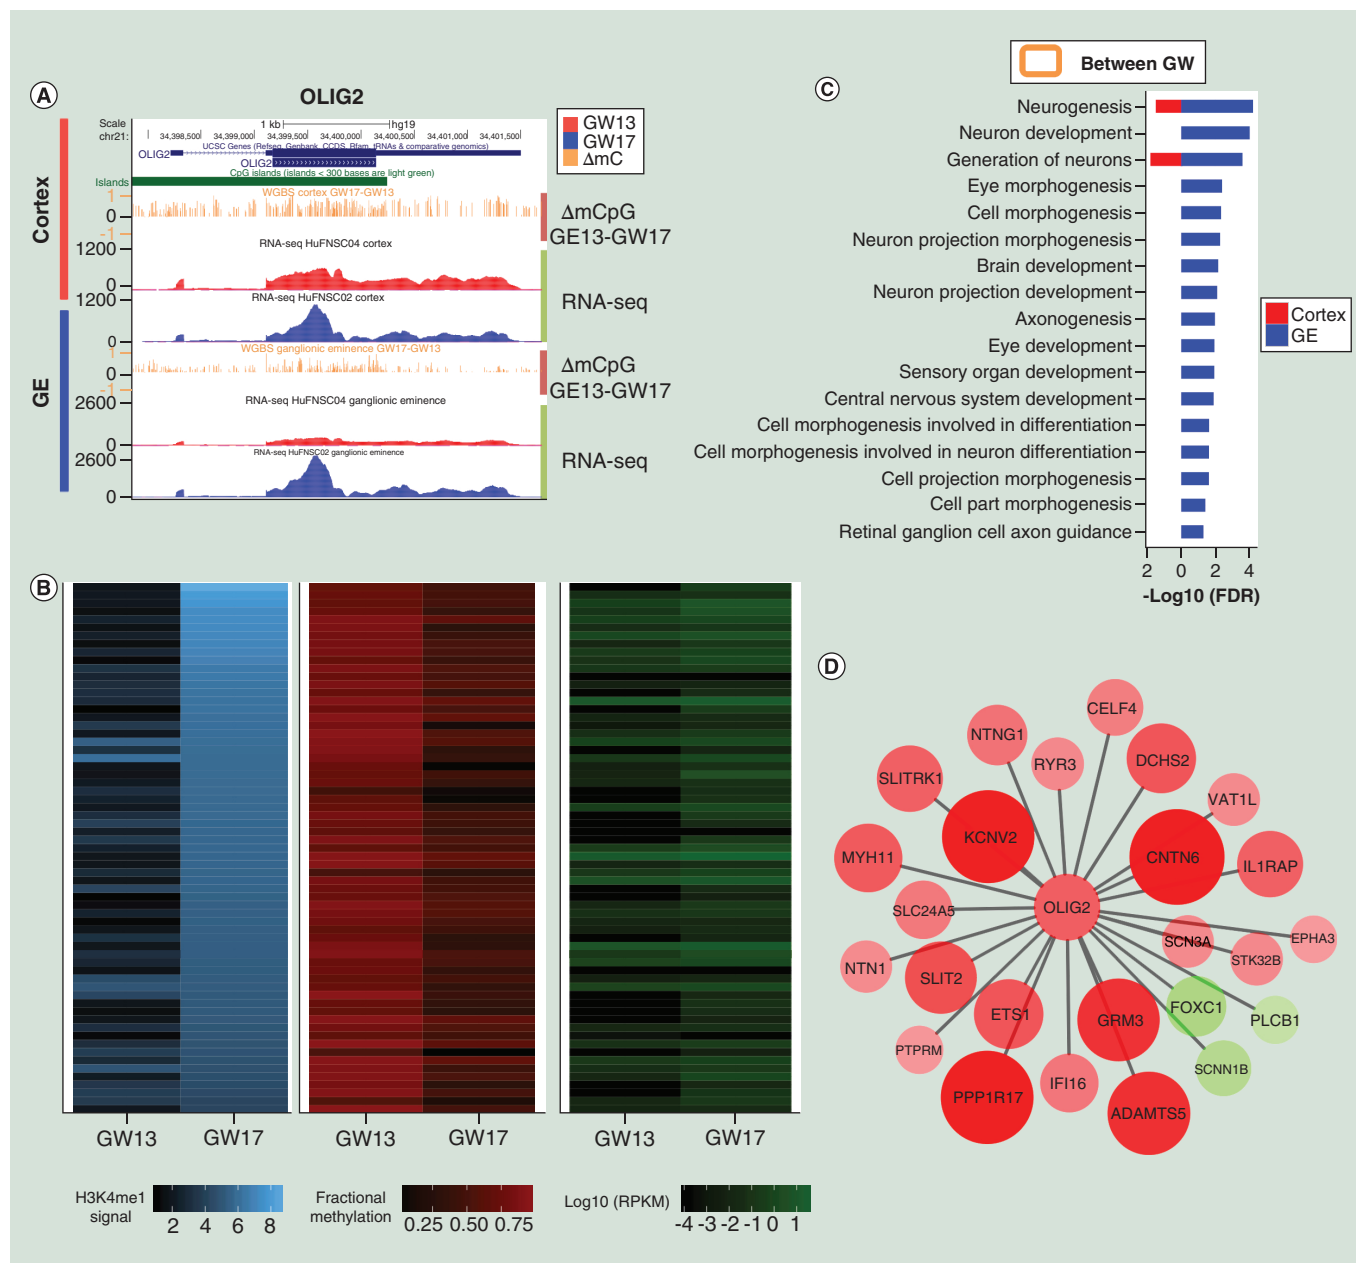 A
OLIG2
Scale
1 kb
hg19
chr21:
34,398,500
34,399,000
34,399,500
34,400,000
34,400,500
34,401,000
34,401,500
UCSC Genes (Refseq, Genbank, CCDS, Rfam, tRNAs & comparative genomics)
OLIG2
OLIG2
CpG islands (islands < 300 bases are light green)
Islands
WGBS cortex GW17-GW13
1
0
-1
RNA-seq HuFNSC04 cortex
1200
0
RNA-seq HuFNSC02 cortex
1200
0
WGBS ganglionic eminence GW17-GW13
1
0
-1
RNA-seq HuFNSC04 ganglionic eminence
2600
0
RNA-seq HuFNSC02 ganglionic eminence
2600
0
Cortex
GE
GW13
GW17
ΔmC
ΔmCpG
GE13-GW17
RNA-seq
ΔmCpG
GE13-GW17
RNA-seq
B
GW13
GW17
GW13
GW17
GW13
GW17
H3K4me1
signal
2 4 6 8
Fractional
methylation
0.25 0.50 0.75
Log10 (RPKM)
-4 -3 -2 -1 0 1
C
Between GW
Neurogenesis
Neuron development
Generation of neurons
Eye morphogenesis
Cell morphogenesis
Neuron projection morphogenesis
Brain development
Neuron projection development
Axonogenesis
Eye development
Sensory organ development
Central nervous system development
Cell morphogenesis involved in differentiation
Cell morphogenesis involved in neuron differentiation
Cell projection morphogenesis
Cell part morphogenesis
Retinal ganglion cell axon guidance
2 0 2 4
-Log10 (FDR)
Cortex
GE
D
CELF4
NTNG1
RYR3
DCHS2
SLITRK1
VAT1L
KCNV2
CNTN6
MYH11
IL1RAP
SLC24A5
OLIG2
SCN3A
EPHA3
STK32B
NTN1
SLIT2
ETS1
GRM3
FOXC1
PLCB1
PTPRM
SCNN1B
IFI16
PPP1R17
ADAMTS5